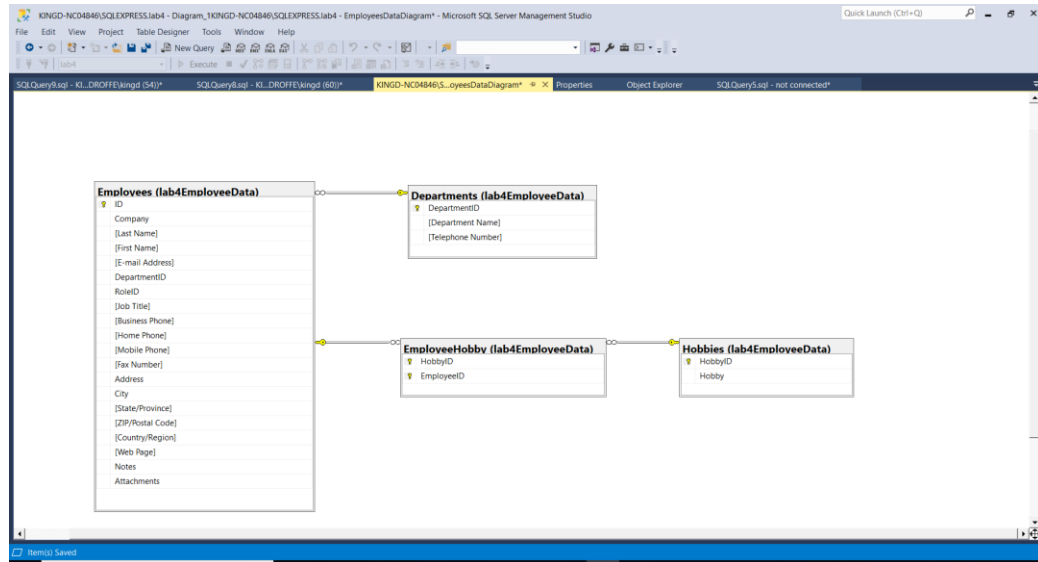 KINGD-NC04846\SQLEXPRESS.lab4 - Diagram_1KINGD-NC04846\SQLEXPRESS.lab4 - EmployeesDataDiagram* - Microsoft SQL Server Management Studio
Quick Launch (Ctrl+Q)
File Edit View Project Table Designer Tools Window Help
New Query
lab4 Execute
SQLQuery9.sql - KI...DROFFE\kingd (54))* SQLQuery8.sql - KI...DROFFE\kingd (60))* KINGD-NC04846\S...oyeesDataDiagram* Properties Object Explorer SQLQuery5.sql - not connected*
Employees (lab4EmployeeData)
ID
Company
[Last Name]
[First Name]
[E-mail Address]
DepartmentID
RoleID
[Job Title]
[Business Phone]
[Home Phone]
[Mobile Phone]
[Fax Number]
Address
City
[State/Province]
[ZIP/Postal Code]
[Country/Region]
[Web Page]
Notes
Attachments
Departments (lab4EmployeeData)
DepartmentID
[Department Name]
[Telephone Number]
EmployeeHobby (lab4EmployeeData)
HobbyID
EmployeeID
Hobbies (lab4EmployeeData)
HobbyID
Hobby
Item(s) Saved